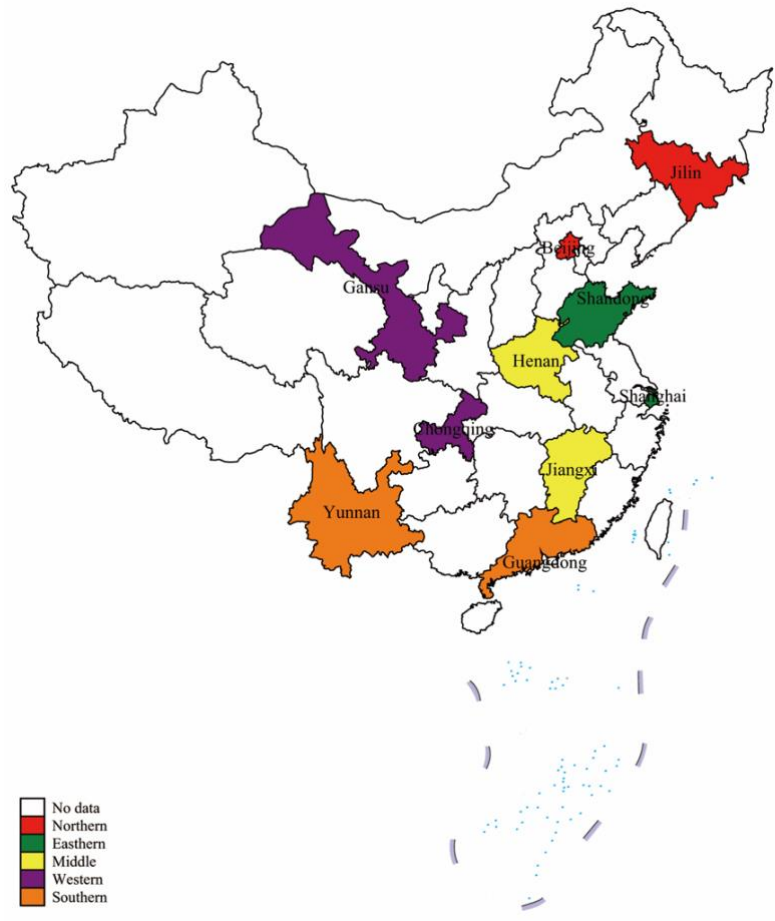 Jilin
Beijing
Gansu
Shandong
Henan
Shanghai
Chongqing
Jiangxi
Yunnan
Guangdong
No data
Northern
Easthern
Middle
Western
Southern